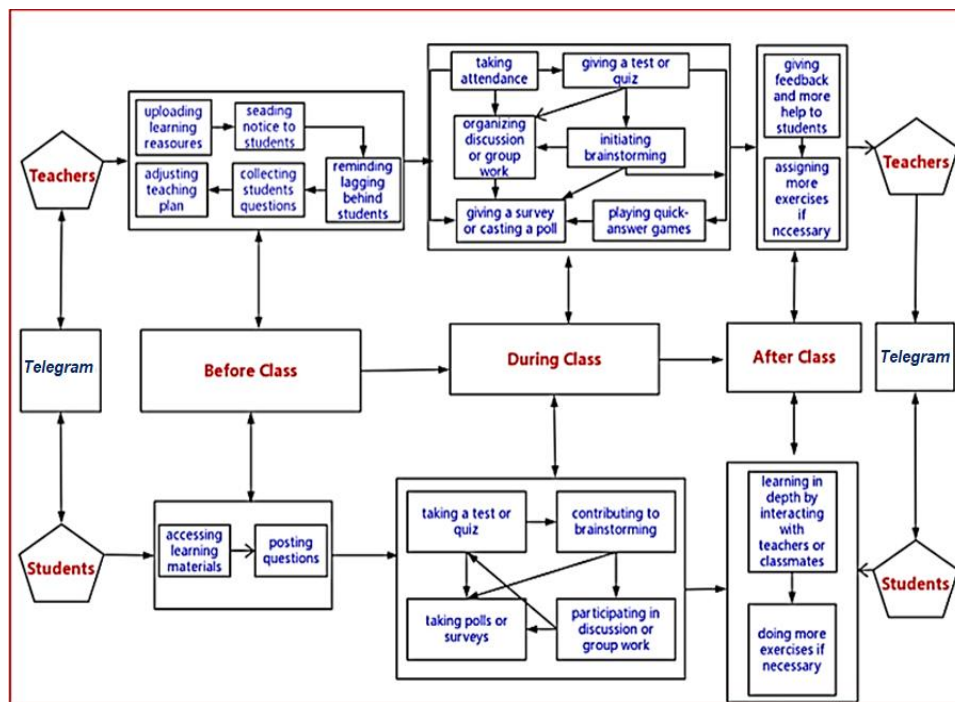 Teachers
uploading
learning
reasoures
seading
notice to
students
adjusting
teaching
plan
collecting
students
questions
reminding
lagging
behind
students
taking
attendance
giving a test or
quiz
organizing
discussion
or group
work
initiating
brainstorming
giving a survey
or casting a poll
playing quick-
answer games
giving
feedback
and more
help to
students
assigning
more
exercises
if
nccessary
Teachers
Telegram
Before Class
During Class
After Class
Telegram
Students
accessing
learning
materials
posting
questions
taking a test or
quiz
contributing to
brainstorming
taking polls or
surveys
participating in
discussion or
group work
learning in
depth by
interacting
with
teachers or
classmates
doing more
exercises if
necessary
Students